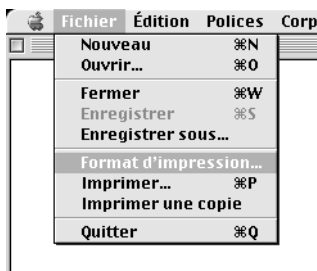 Fichier Édition Polices Corp
Nouveau ⌘N
Ouvrir... ⌘O
Fermer ⌘W
Enregistrer ⌘S
Enregistrer sous...
Format d'impression...
Imprimer... ⌘P
Imprimer une copie
Quitter ⌘Q